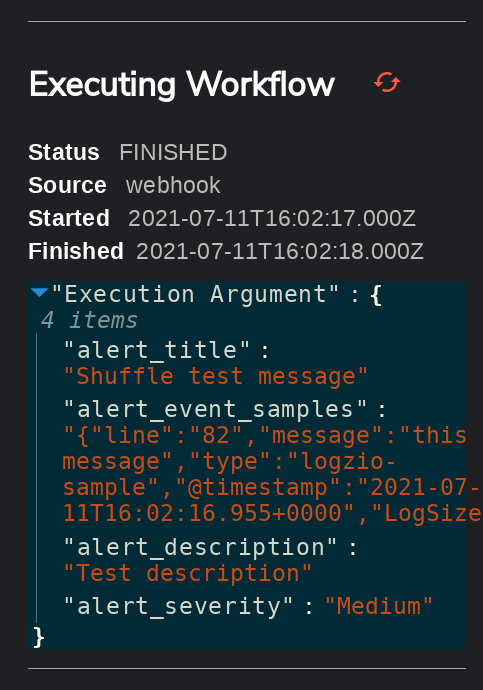 Executing Workflow
Status FINISHED
Source webhook
Started 2021-07-11T16:02:17.000Z
Finished 2021-07-11T16:02:18.000Z
"Execution Argument" : {
4 items
"alert_title" :
"Shuffle test message"
"alert_event_samples" :
"{"line":"82","message":"this
message","type":"logzio-
sample","@timestamp":"2021-07-
11T16:02:16.955+0000","LogSize
"alert_description" :
"Test description"
"alert_severity" : "Medium"
}